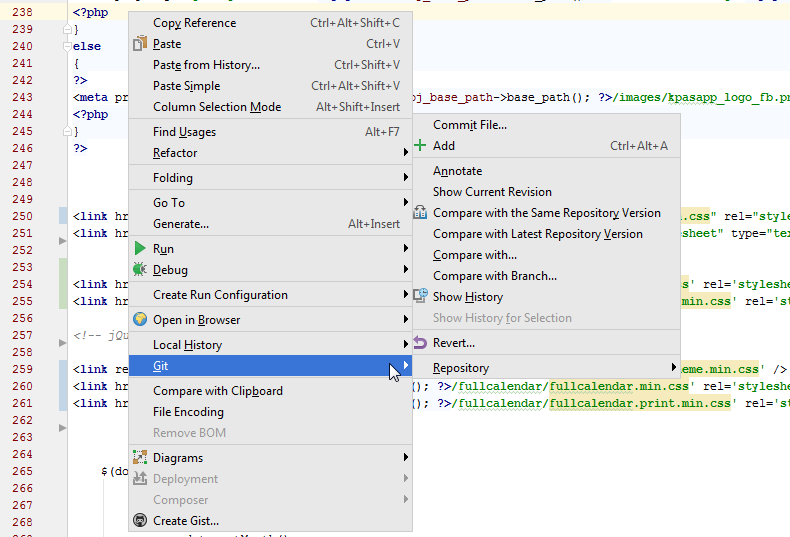 238 <?php
239 }
240 else
241 {
242 ?>
243 <meta pr
bj_base_path->base_path(); ?>/images/kpasapp_logo_fb.pn
244 <?php
245 }
246 ?>
247
248
249
250 <link hr
.css" rel="style
251 <link hr
sheet" type="tex
252
253
254 <link hr
s' rel='styleshe
255 <link hr
min.css' rel='st
256
257 <!-- jQu
258
259 <link re
eme.min.css' />
260 <link hr
(); ?>/fullcalendar/fullcalendar.min.css' rel='styleshe
261 <link hr
(); ?>/fullcalendar/fullcalendar.print.min.css' rel='st
262
263
264
265 $(do
266
267
268
Copy Reference Ctrl+Alt+Shift+C
Paste Ctrl+V
Paste from History... Ctrl+Shift+V
Paste Simple Ctrl+Alt+Shift+V
Column Selection Mode Alt+Shift+Insert
Find Usages Alt+F7
Refactor
Folding
Go To
Generate... Alt+Insert
Run
Debug
Create Run Configuration
Open in Browser
Local History
Git
Compare with Clipboard
File Encoding
Remove BOM
Diagrams
Deployment
Composer
Create Gist...
Commit File...
Add Ctrl+Alt+A
Annotate
Show Current Revision
Compare with the Same Repository Version
Compare with Latest Repository Version
Compare with...
Compare with Branch...
Show History
Show History for Selection
Revert...
Repository